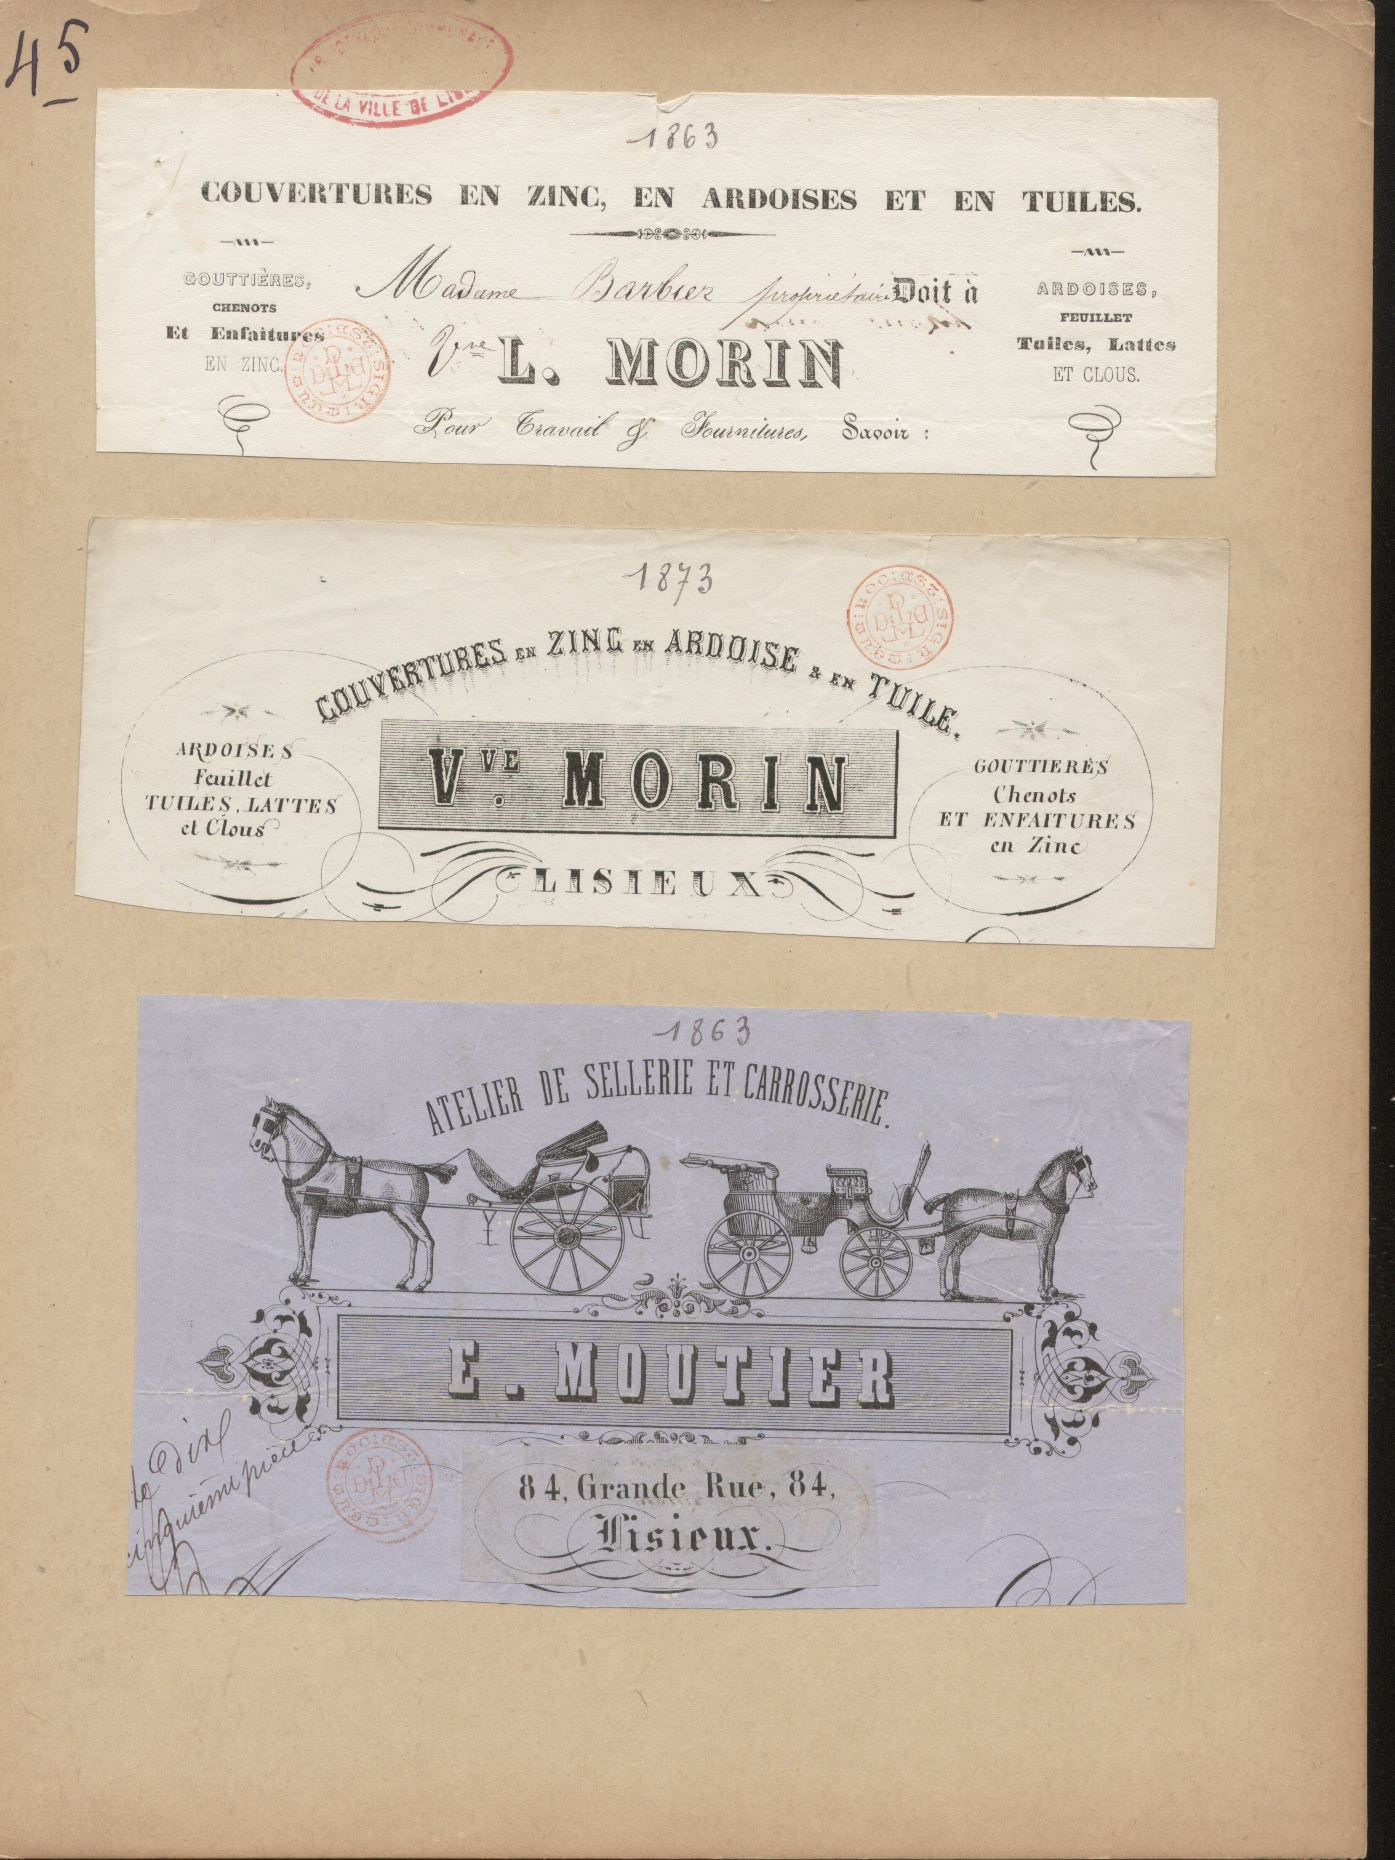 45
DE LA VILLE DE
1863
COUVERTURES EN ZINC, EN ARDOISES ET EN TUILES.
GOUTTIÈRES,
CHENOTS
Et Enfaitures
EN ZINC.
Madame Barbier propriétaire Doit à
Vve L. MORIN
Pour Travail & Fournitures, Savoir :
ARDOISES,
FEUILLET
Tuiles, Lattes
ET CLOUS.
1873
COUVERTURES EN ZINC EN ARDOISE & EN TUILE.
ARDOISES
Feuillet
TUILES, LATTES
et Clous
VVE. MORIN
LISIEUX
GOUTTIERES
Chenots
ET ENFAITURES
en Zinc
1863
ATELIER DE SELLERIE ET CARROSSERIE.
E. MOUTIER
84, Grande Rue, 84,
Lisieux.